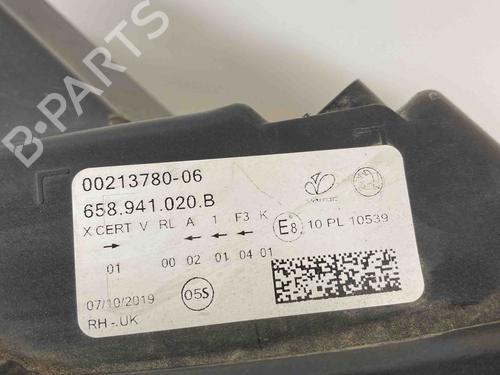 B-PARTS
00213780-06
658.941.020.B
X CERT V RL A 1 F3 K
01 00 02 01 04 01
E8 10 PL 10539
07/10/2019
05S
RH-.UK